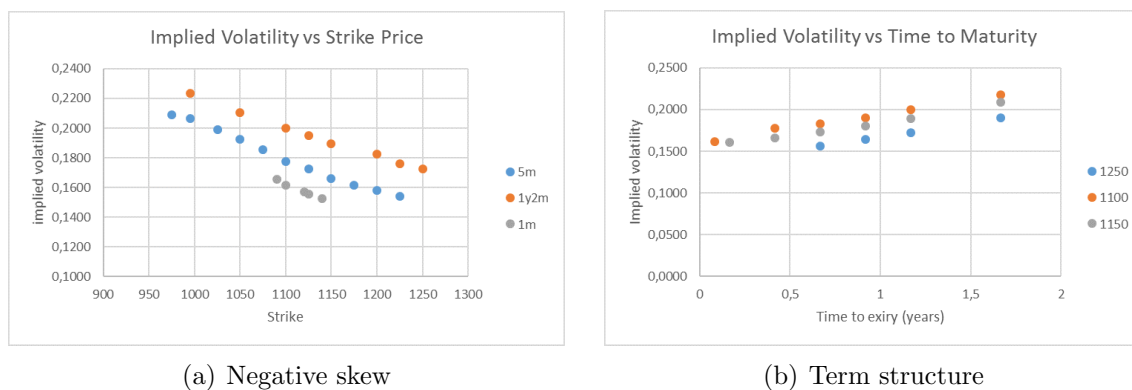 Implied Volatility vs Strike Price
0,2400
0,2200
0,2000
0,1800
0,1600
0,1400
0,1200
0,1000
implied volatility
900 950 1000 1050 1100 1150 1200 1250 1300
Strike
5m
1y2m
1m
(a) Negative skew
Implied Volatility vs Time to Maturity
0,2500
0,2000
0,1500
0,1000
0,0500
0,0000
Implied volatility
0 0,5 1 1,5 2
Time to exiry (years)
1250
1100
1150
(b) Term structure